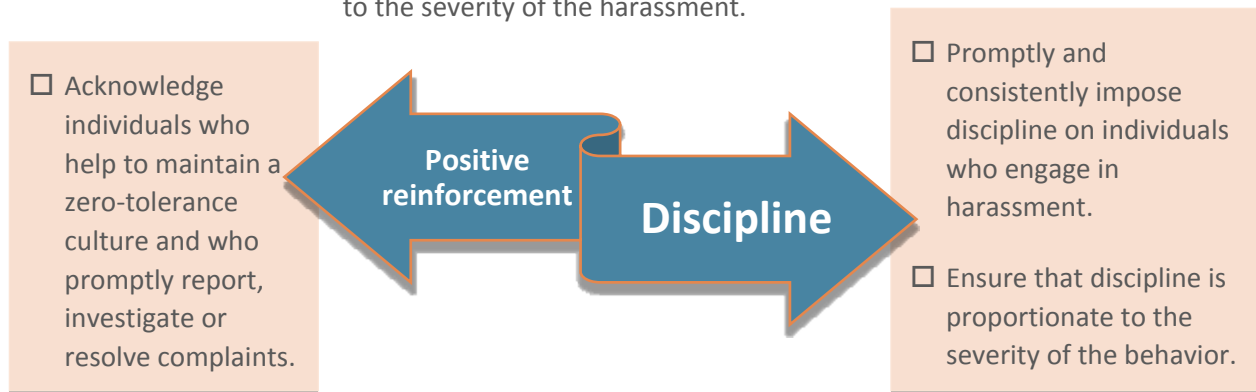 to the severity of the harassment.
☐ Acknowledge
individuals who
help to maintain a
zero-tolerance
culture and who
promptly report,
investigate or
resolve complaints.
Positive
reinforcement
Discipline
☐ Promptly and
consistently impose
discipline on individuals
who engage in
harassment.
☐ Ensure that discipline is
proportionate to the
severity of the behavior.